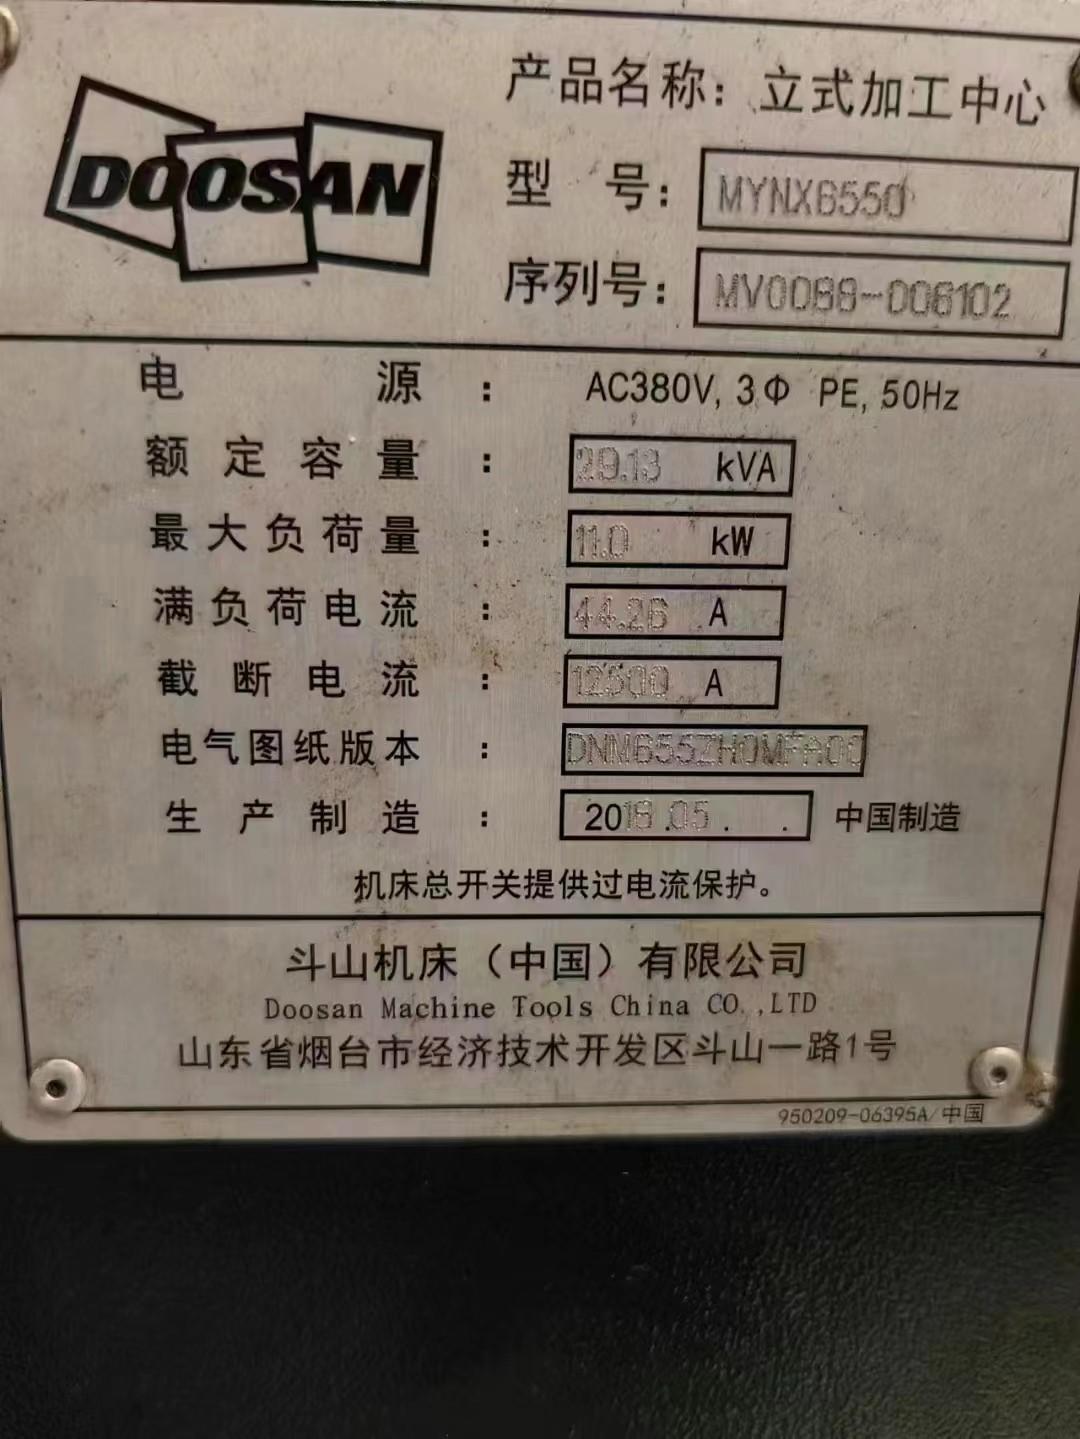 DOOSAN
产品名称：立式加工中心
型 号：MYNX6550
序列号：MV0088-006102
电 源：AC380V, 3Φ PE, 50Hz
额定容量：29.13 kVA
最大负荷量：11.0 kW
满负荷电流：44.26 A
截断电流：12500 A
电气图纸版本：DNM655ZH0MFA00
生产制造：2018.05. . 中国制造
机床总开关提供过电流保护。
斗山机床（中国）有限公司
Doosan Machine Tools China CO.,LTD
山东省烟台市经济技术开发区斗山一路1号
950209-06395A/中国